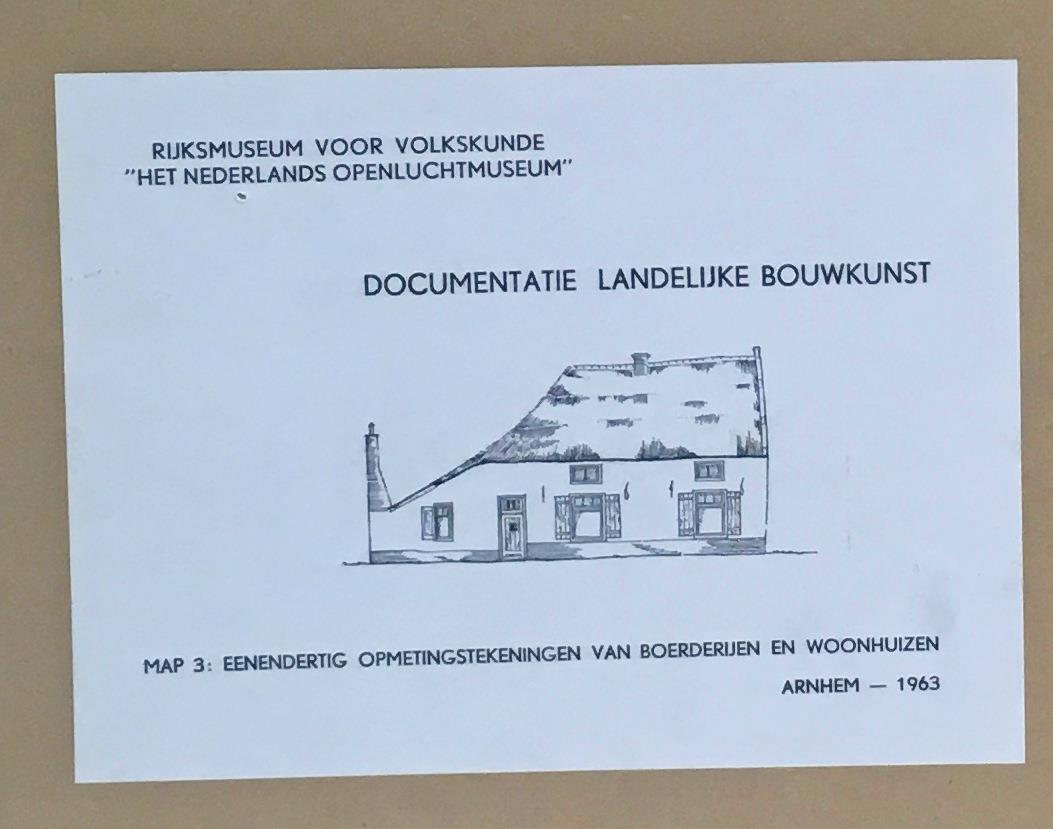 RIJKSMUSEUM VOOR VOLKSKUNDE
"HET NEDERLANDS OPENLUCHTMUSEUM"
DOCUMENTATIE LANDELIJKE BOUWKUNST
MAP 3: EENENDERTIG OPMETINGSTEKENINGEN VAN BOERDERIJEN EN WOONHUIZEN
ARNHEM — 1963